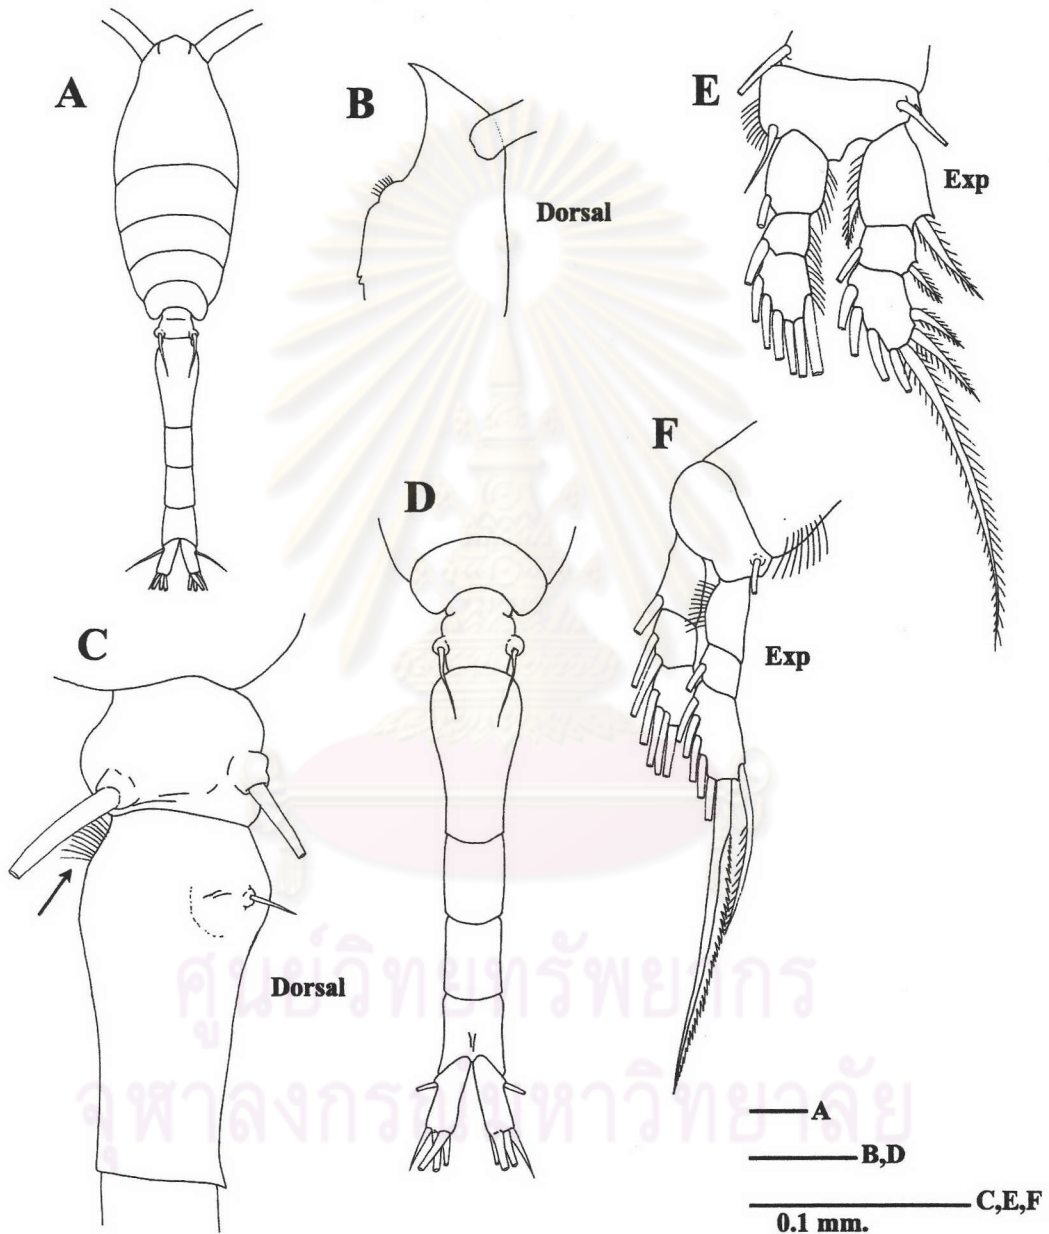 A
B
E
Exp
Dorsal
F
D
C
Exp
Dorsal
ศูนย์วิทยทรัพยากร
จุฬาลงกรณ์มหาวิทยาลัย
A
B,D
C,E,F
0.1 mm.